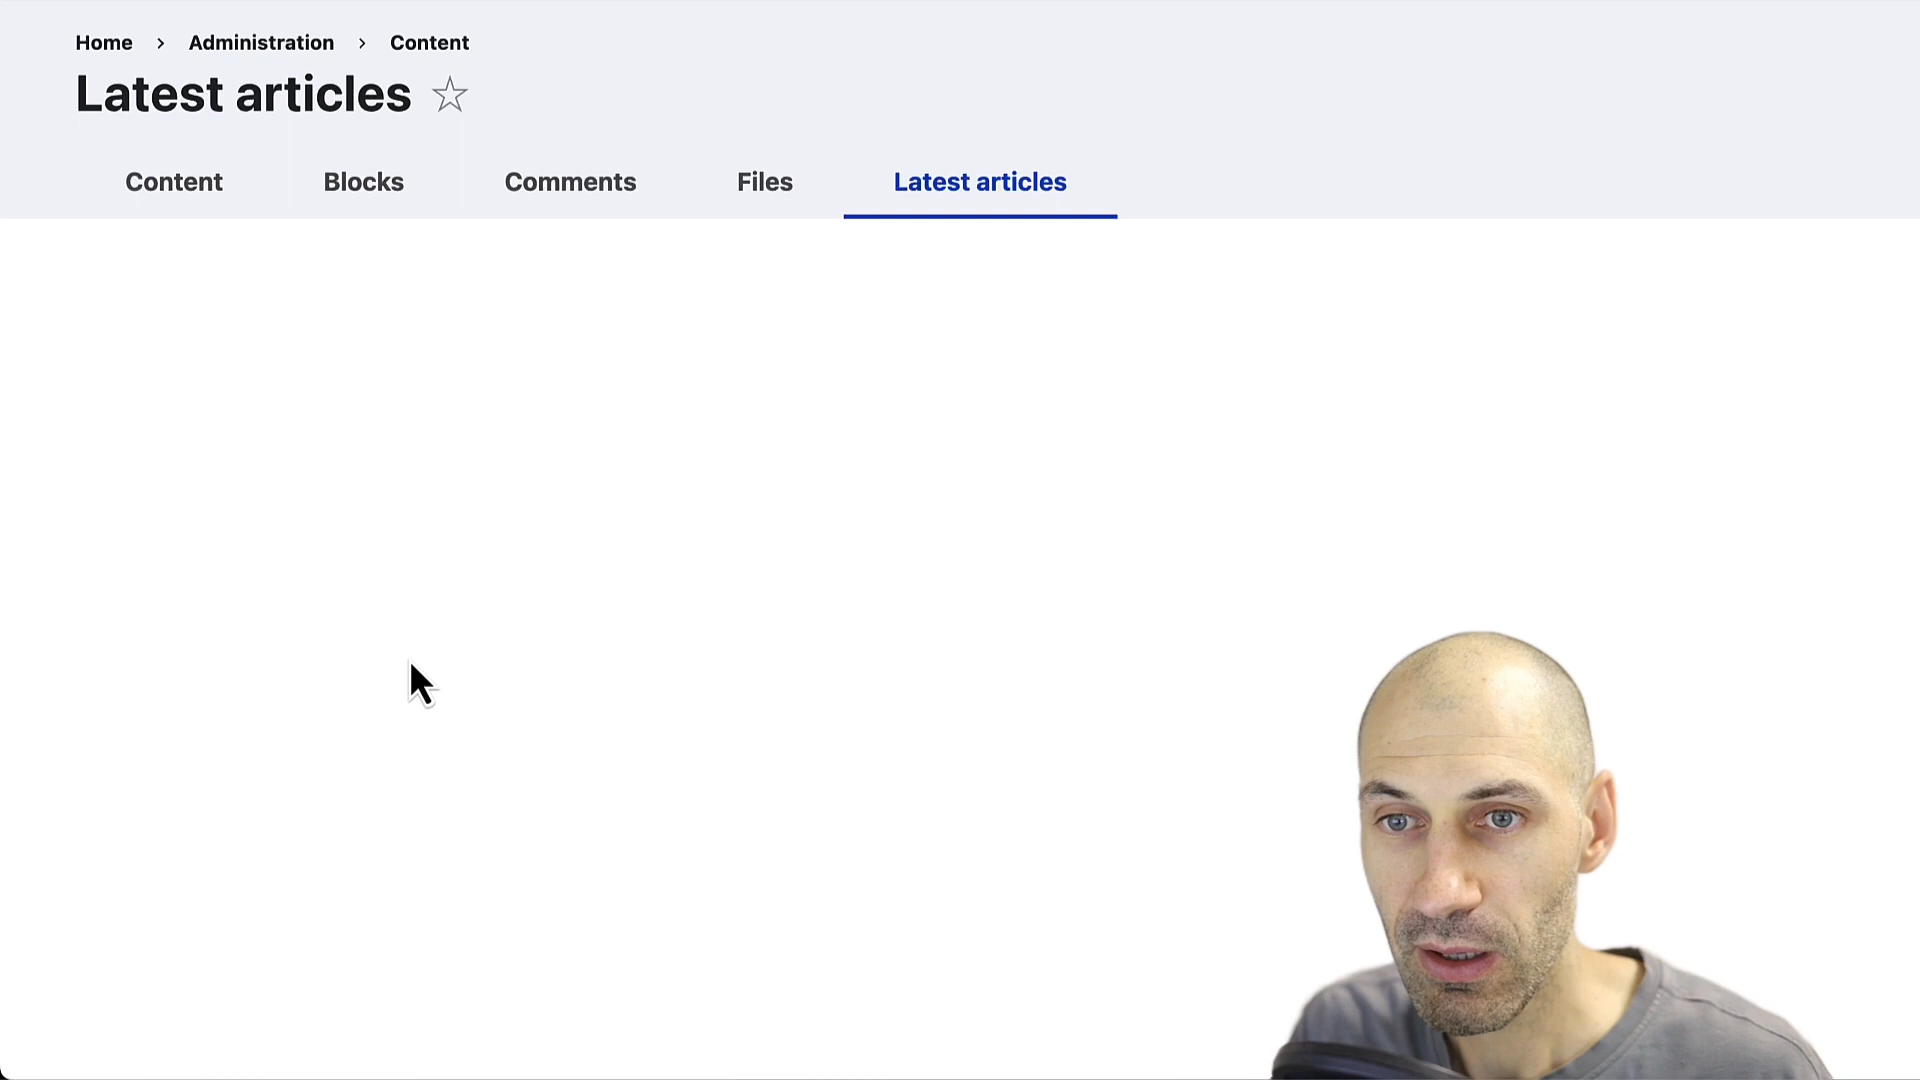 Home > Administration > Content
Latest articles
Content Blocks Comments Files Latest articles